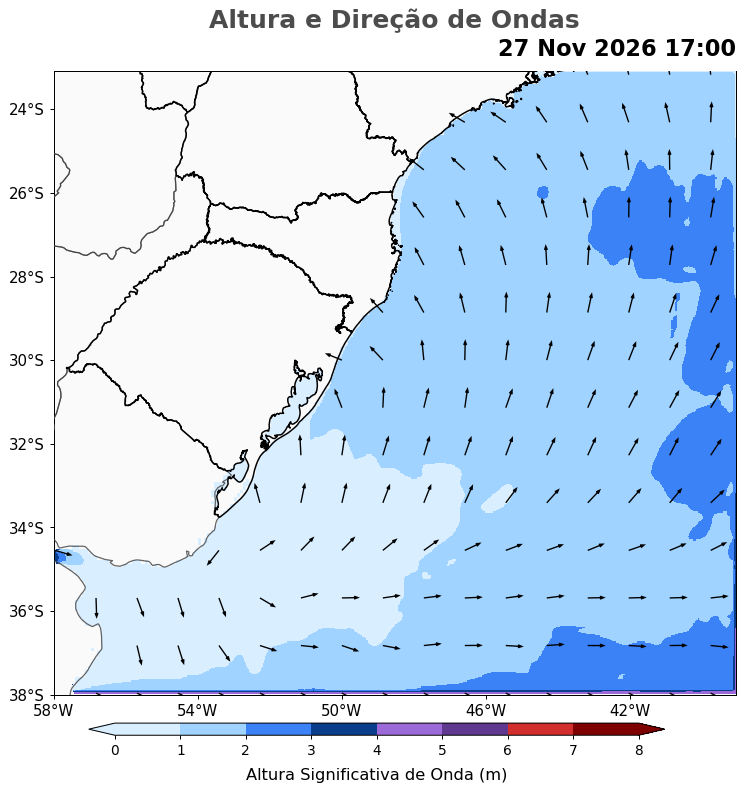 Altura e Direção de Ondas
27 Nov 2026 17:00
24°S
26°S
28°S
30°S
32°S
34°S
36°S
38°S
58°W 54°W 50°W 46°W 42°W
0 1 2 3 4 5 6 7 8
Altura Significativa de Onda (m)